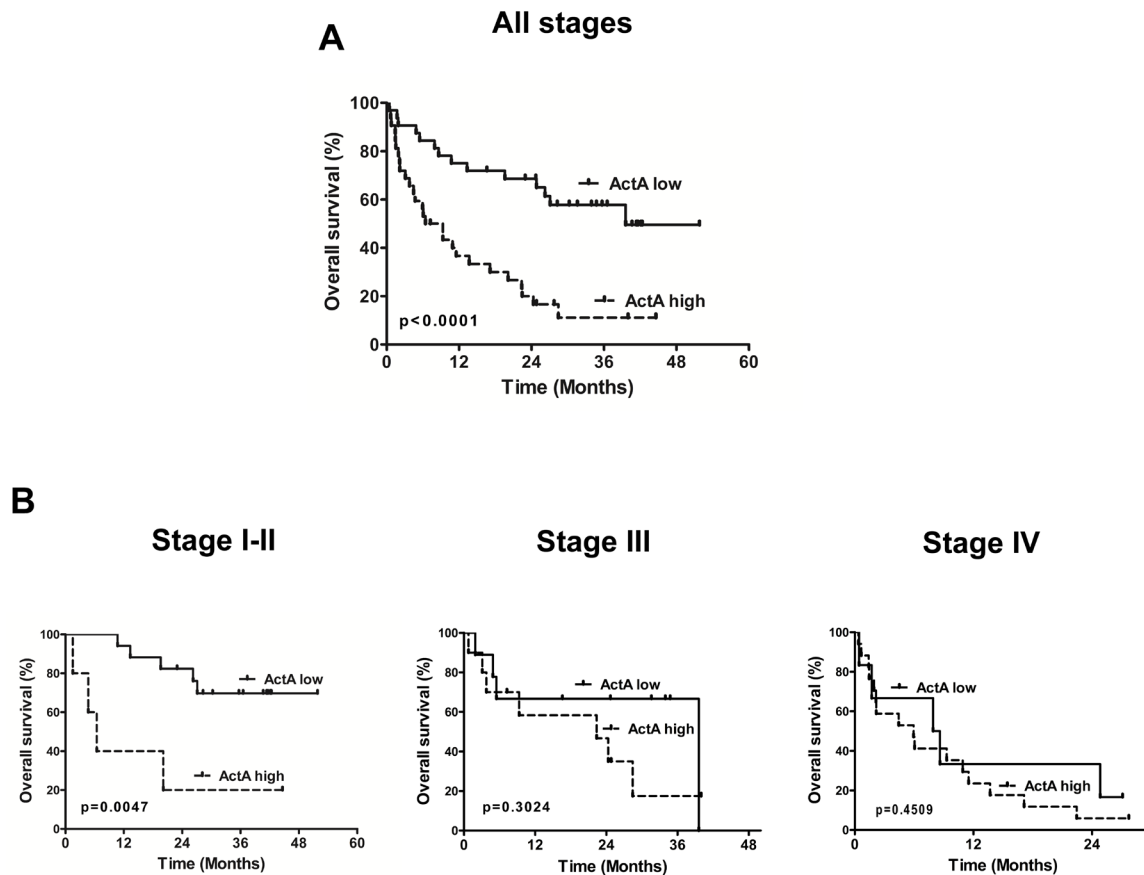 A
All stages
Overall survival (%)
100
80
60
40
20
0
ActA low
ActA high
p<0.0001
0 12 24 36 48 60
Time (Months)
B
Stage I-II
Overall survival (%)
100
80
60
40
20
0
ActA low
ActA high
p=0.0047
0 12 24 36 48
Time (Months)
Stage III
Overall survival (%)
100
80
60
40
20
0
ActA low
ActA high
p=0.3024
0 12 24 36 48
Time (Months)
Stage IV
Overall survival (%)
100
80
60
40
20
0
ActA low
ActA high
p=0.4509
0 12 24
Time (Months)